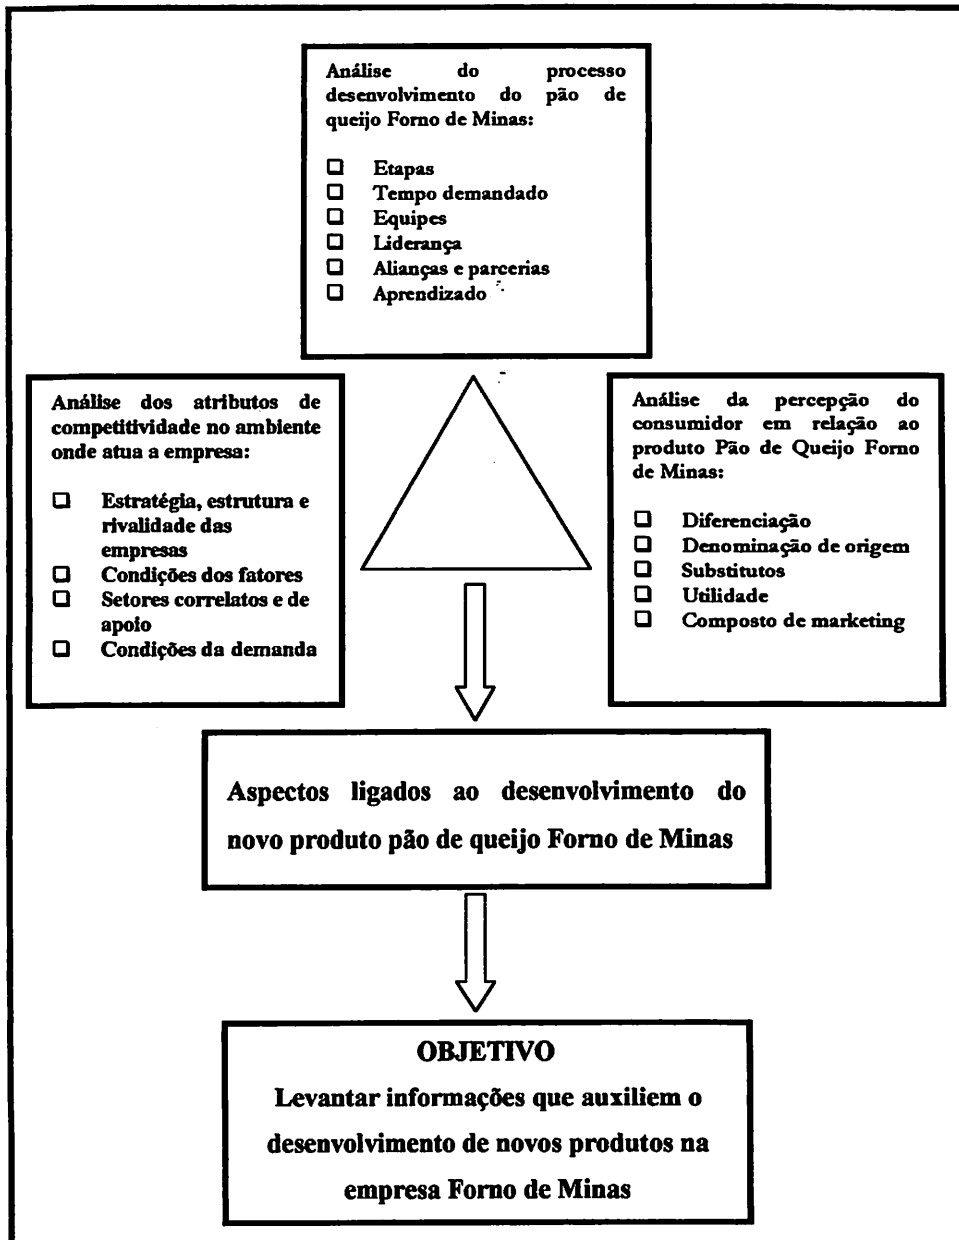 Análise do processo
desenvolvimento do pão de
queijo Forno de Minas:
❑ Etapas
❑ Tempo demandado
❑ Equipes
❑ Liderança
❑ Alianças e parcerias
❑ Aprendizado
Análise dos atributos de
competitividade no ambiente
onde atua a empresa:
❑ Estratégia, estrutura e
rivalidade das
empresas
❑ Condições dos fatores
❑ Setores correlatos e de
apoio
❑ Condições da demanda
Análise da percepção do
consumidor em relação ao
produto Pão de Queijo Forno
de Minas:
❑ Diferenciação
❑ Denominação de origem
❑ Substitutos
❑ Utilidade
❑ Composto de marketing
Aspectos ligados ao desenvolvimento do
novo produto pão de queijo Forno de Minas
OBJETIVO
Levantar informações que auxiliem o
desenvolvimento de novos produtos na
empresa Forno de Minas